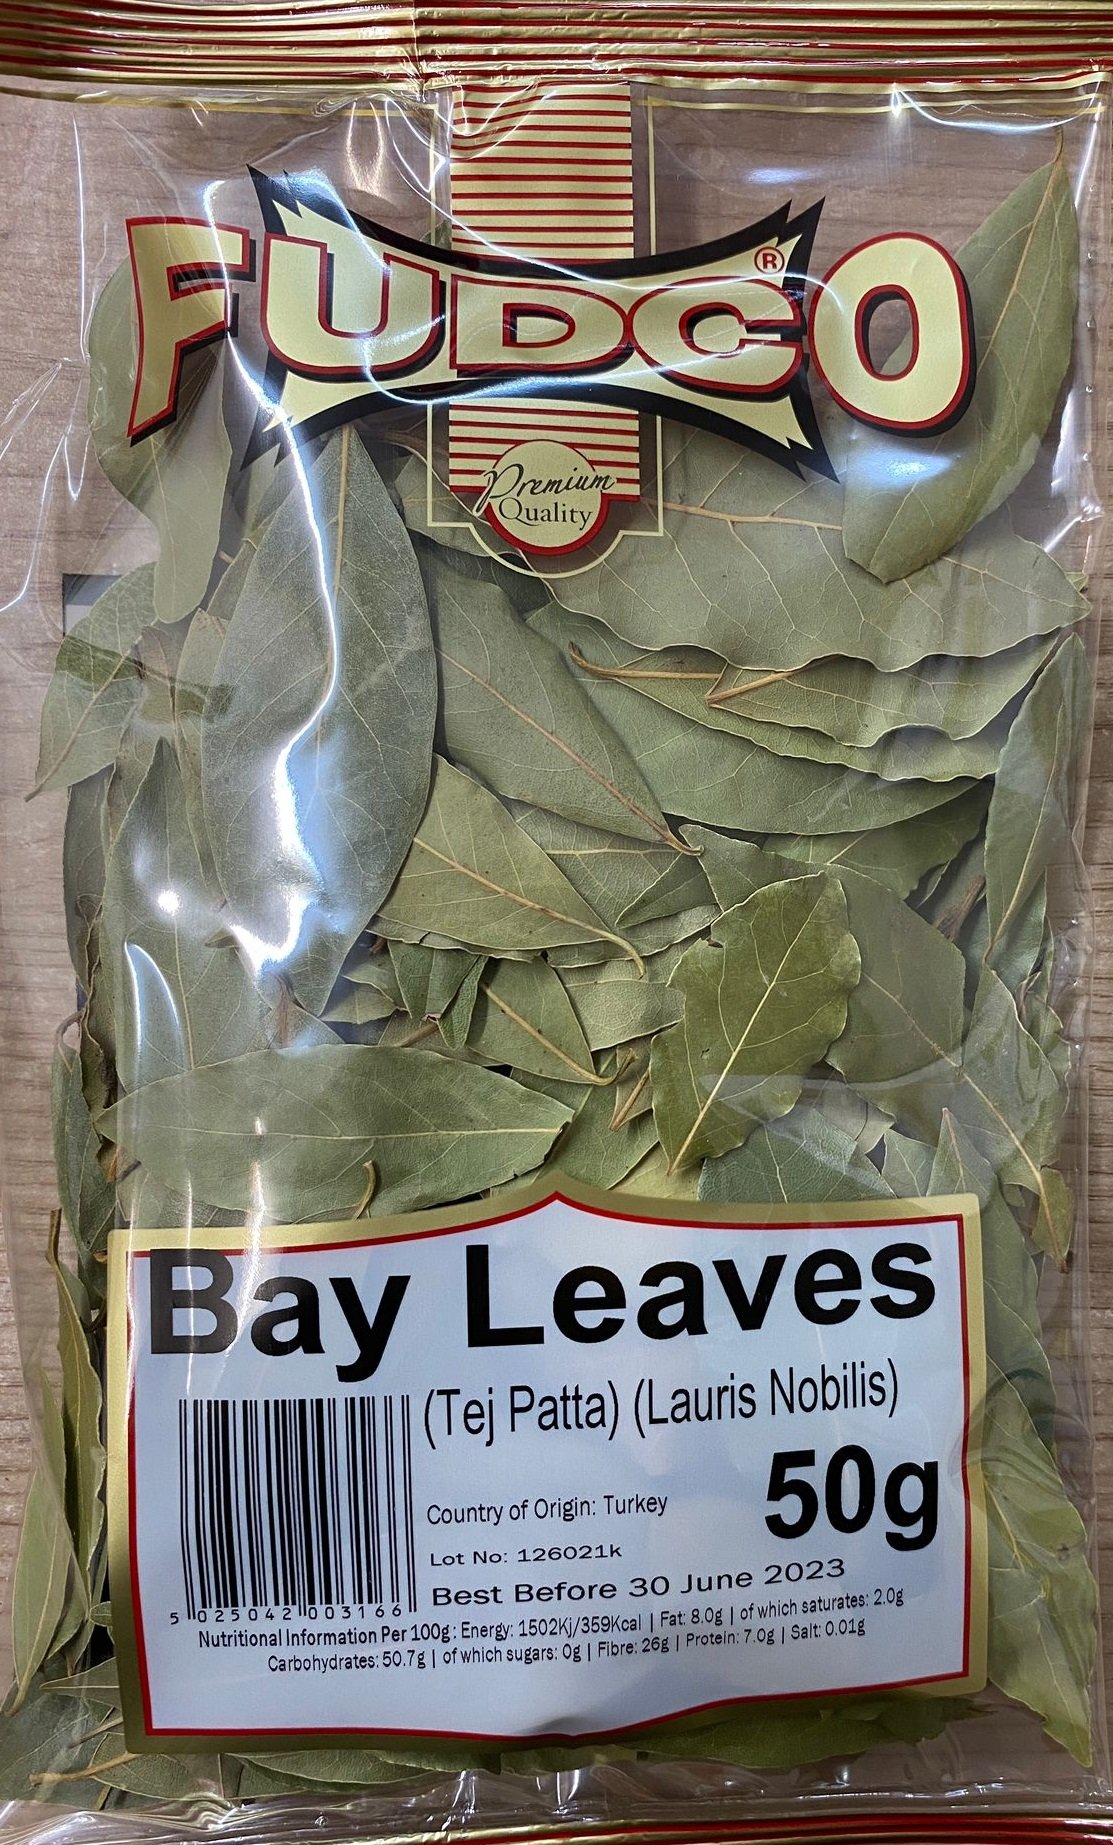 FUDCO®
Premium
Quality
Bay Leaves
(Tej Patta) (Lauris Nobilis)
50g
Country of Origin: Turkey
Lot No: 126021k
Best Before 30 June 2023
5 025042 003166
Nutritional Information Per 100g: Energy: 1502Kj/359Kcal | Fat: 8.0g | of which saturates: 2.0g
Carbohydrates: 50.7g | of which sugars: 0g | Fibre: 26g | Protein: 7.0g | Salt: 0.01g